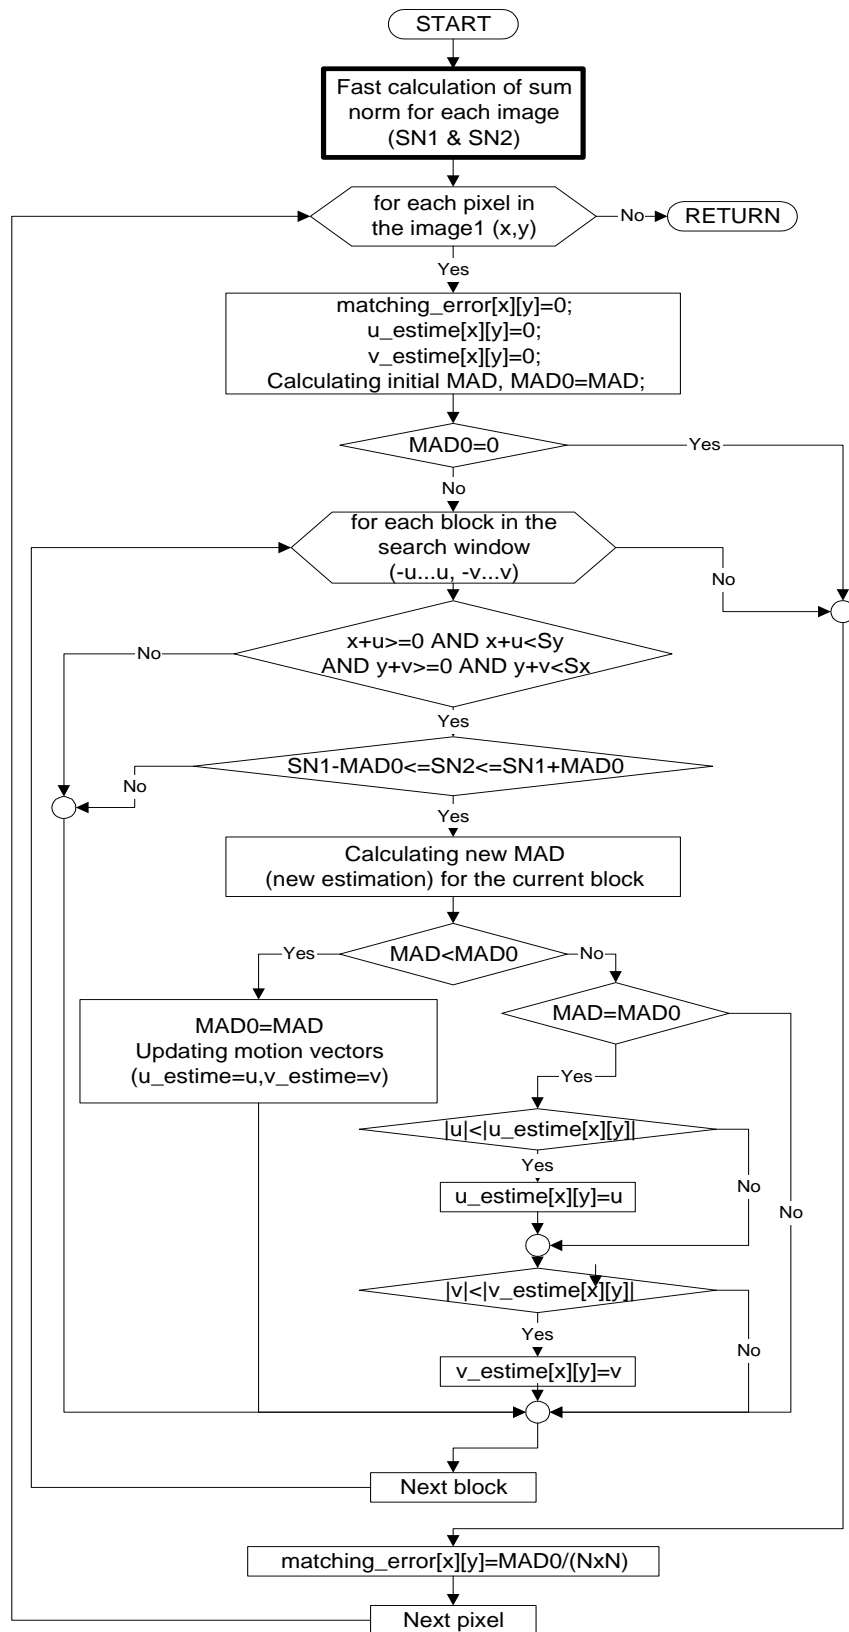 START
Fast calculation of sum
norm for each image
(SN1 & SN2)
for each pixel in
the image1 (x,y)
No
RETURN
Yes
matching_error[x][y]=0;
u_estime[x][y]=0;
v_estime[x][y]=0;
Calculating initial MAD, MAD0=MAD;
MAD0=0
Yes
No
for each block in the
search window
(-u...u, -v...v)
No
x+u>=0 AND x+u<Sy
AND y+v>=0 AND y+v<Sx
No
Yes
SN1-MAD0<=SN2<=SN1+MAD0
No
Yes
Calculating new MAD
(new estimation) for the current block
Yes
MAD<MAD0
No
MAD0=MAD
Updating motion vectors
(u_estime=u,v_estime=v)
MAD=MAD0
Yes
|u|<|u_estime[x][y]|
Yes
No
u_estime[x][y]=u
No
|v|<|v_estime[x][y]|
Yes
No
v_estime[x][y]=v
Next block
matching_error[x][y]=MAD0/(NxN)
Next pixel